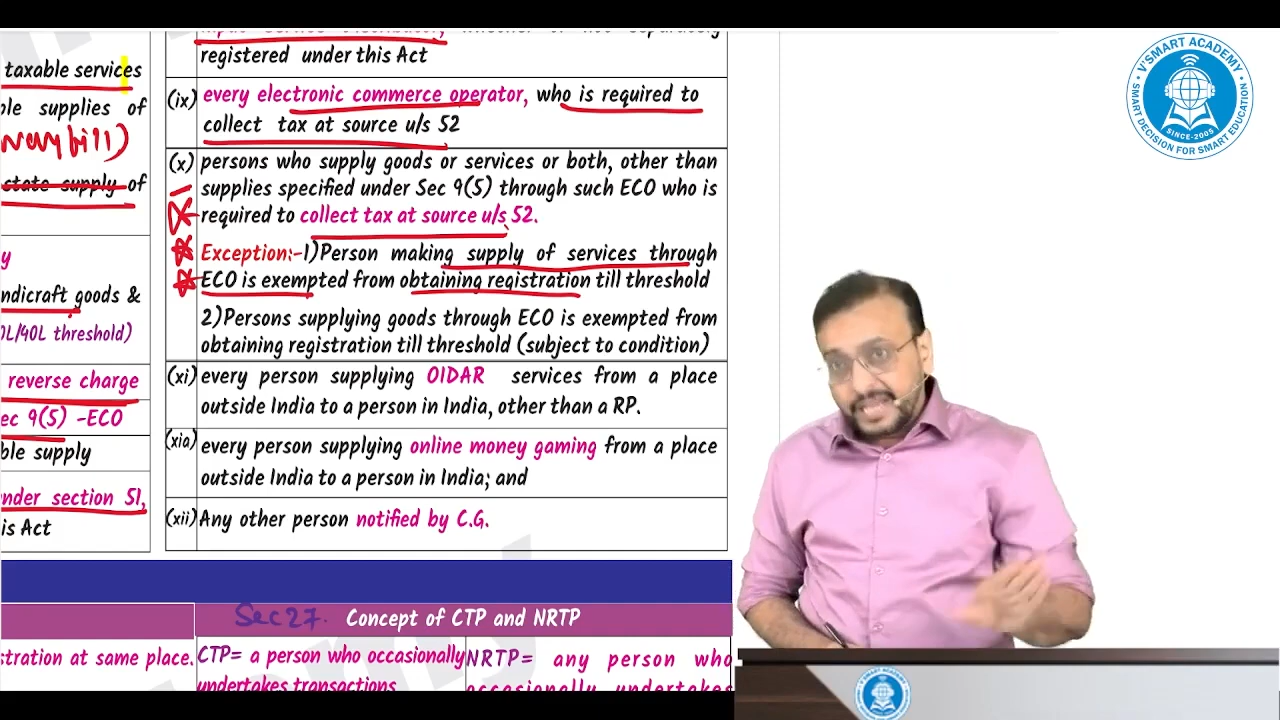 taxable services
ble supplies of
state supply of
y
ndicraft goods &
0L/40L threshold)
reverse charge
ec 9(5) -ECO
ble supply
nder section 51,
is Act
registered under this Act
(ix) every electronic commerce operator, who is required to
collect tax at source u/s 52
(x) persons who supply goods or services or both, other than
supplies specified under Sec 9(5) through such ECO who is
required to collect tax at source u/s 52.
Exception:-1)Person making supply of services through
ECO is exempted from obtaining registration till threshold
2)Persons supplying goods through ECO is exempted from
obtaining registration till threshold (subject to condition)
(xi) every person supplying OIDAR services from a place
outside India to a person in India, other than a RP.
(xia) every person supplying online money gaming from a place
outside India to a person in India; and
(xii) Any other person notified by C.G.
Sec 27. Concept of CTP and NRTP
stration at same place.
CTP= a person who occasionally
undertakes transactions
NRTP= any person who
occasionally undertakes
V'SMART ACADEMY
SINCE-2005
SMART DECISION FOR SMART EDUCATION